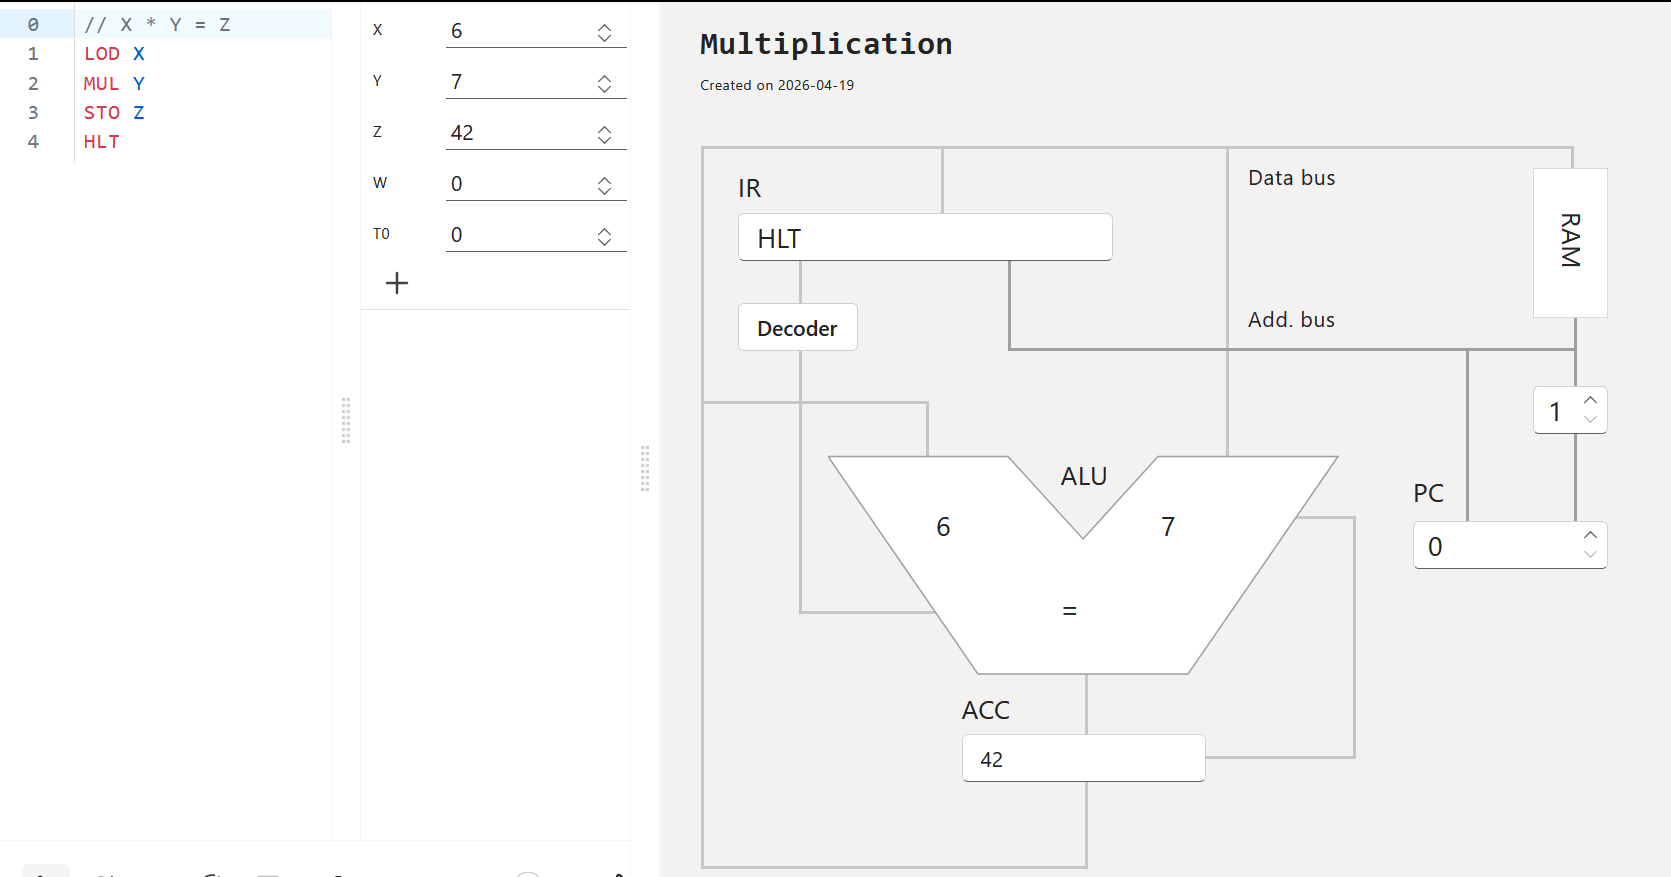 0 // X * Y = Z
1 LOD X
2 MUL Y
3 STO Z
4 HLT
X 6
Y 7
Z 42
W 0
T0 0
Multiplication
Created on 2026-04-19
Data bus
IR
HLT
RAM
Decoder
Add. bus
1
ALU
PC
6 7
0
=
ACC
42